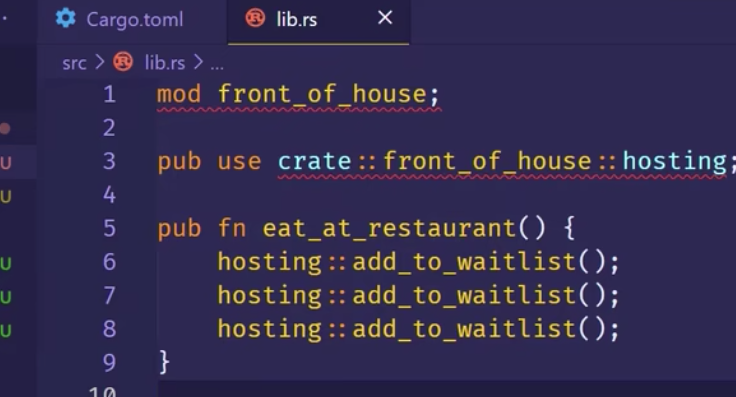 Cargo.toml lib.rs ×
src > lib.rs > ...
1 mod front_of_house;
2
3 pub use crate::front_of_house::hosting;
4
5 pub fn eat_at_restaurant() {
6 hosting::add_to_waitlist();
7 hosting::add_to_waitlist();
8 hosting::add_to_waitlist();
9 }
10
U
U
U
U
U